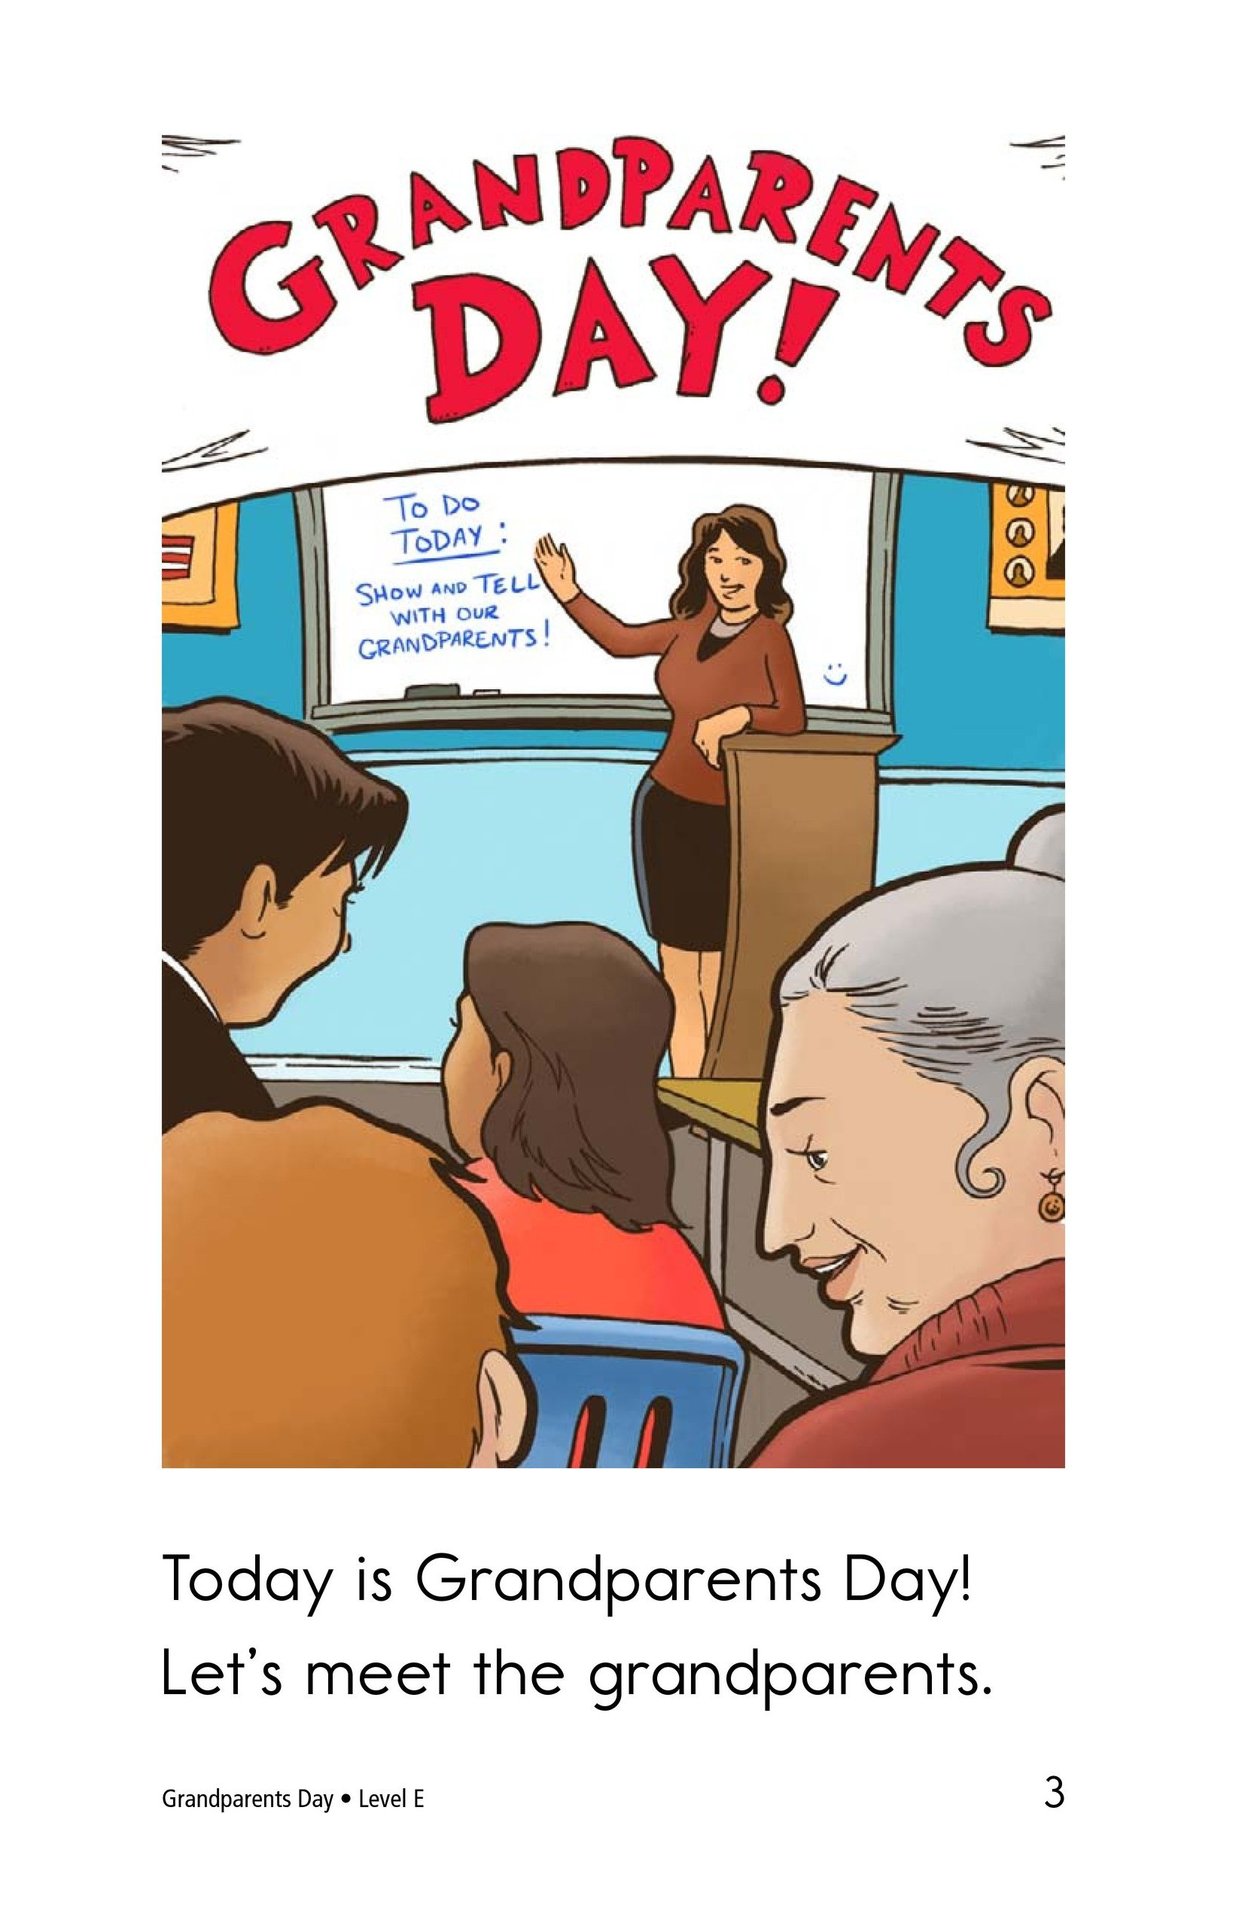 GRANDPARENTS
DAY!
TO DO
TODAY:
SHOW AND TELL
WITH OUR
GRANDPARENTS!
Today is Grandparents Day!
Let's meet the grandparents.
Grandparents Day • Level E
3